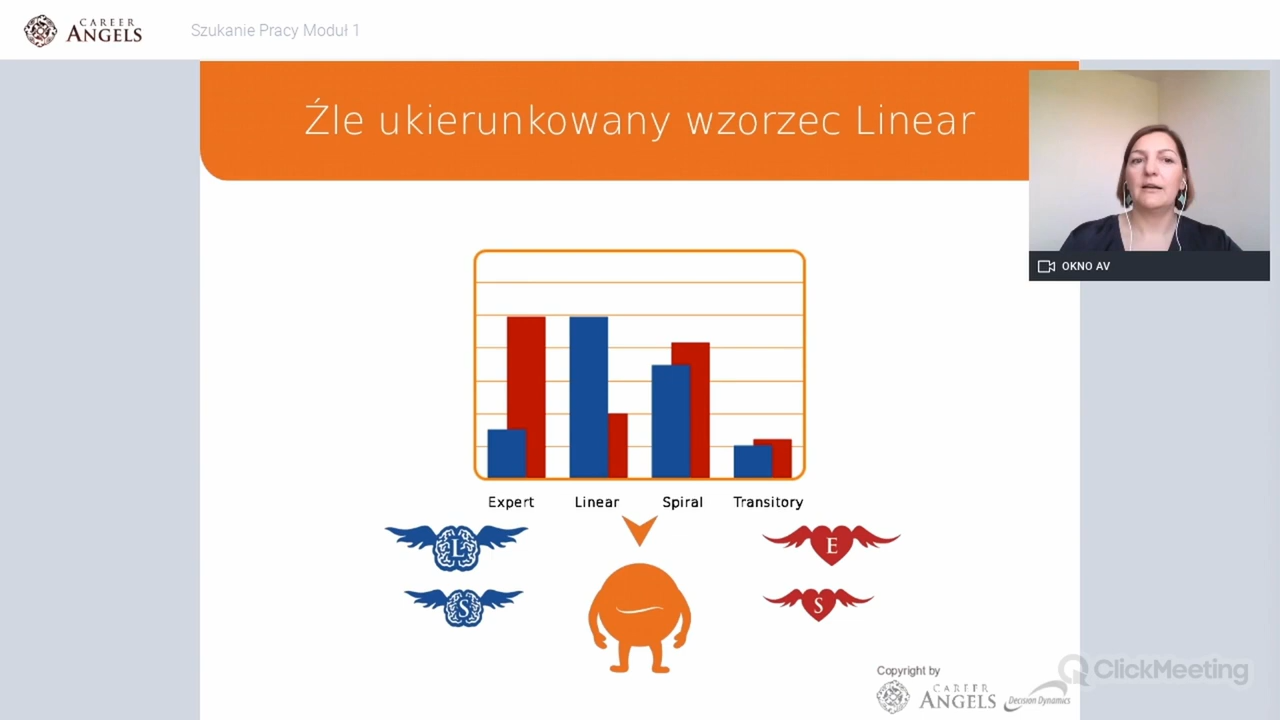 CAREER
ANGELS
Szukanie Pracy Moduł 1
Źle ukierunkowany wzorzec Linear
OKNO AV
Expert
Linear
Spiral
Transitory
L
E
S
S
Copyright by
CAREER
ANGELS
Decision Dynamics
ClickMeeting